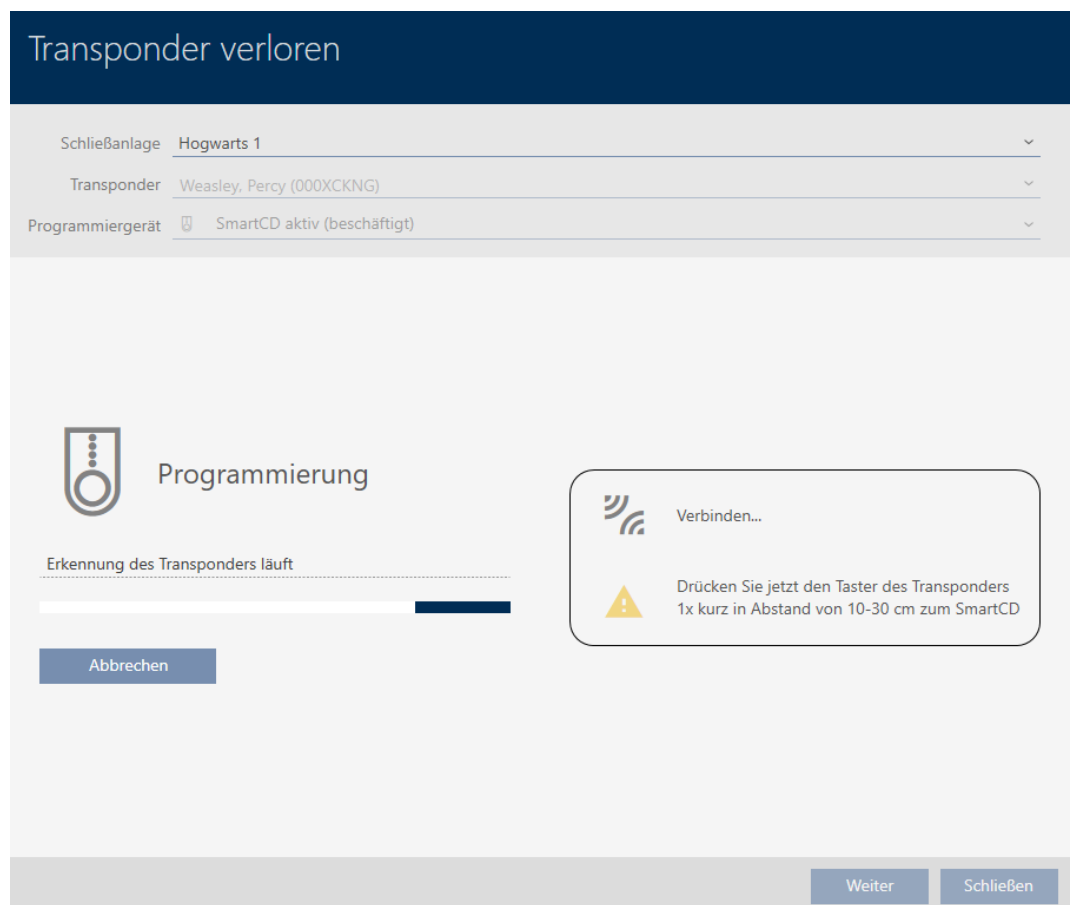 Transponder verloren
Schließanlage Hogwarts 1
Transponder Weasley, Percy (000XCKNG)
Programmiergerät SmartCD aktiv (beschäftigt)
Programmierung
Erkennung des Transponders läuft
Abbrechen
Verbinden...
Drücken Sie jetzt den Taster des Transponders
1x kurz in Abstand von 10-30 cm zum SmartCD
Weiter Schließen